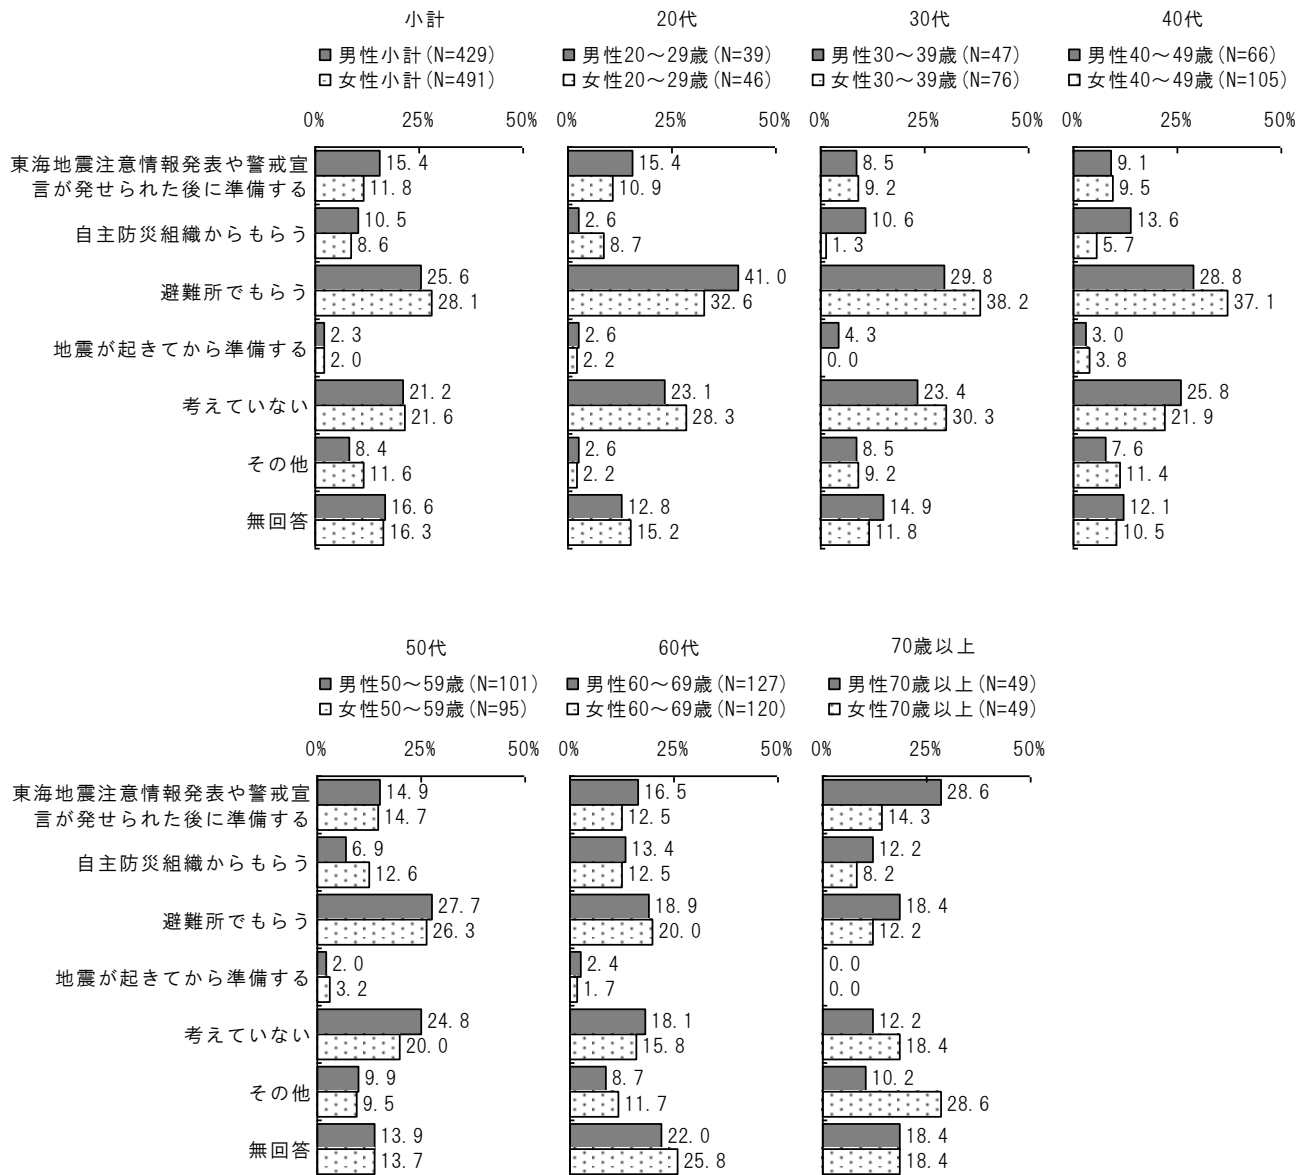 小計 20代 30代 40代
男性小計(N=429) 男性20～29歳(N=39) 男性30～39歳(N=47) 男性40～49歳(N=66)
女性小計(N=491) 女性20～29歳(N=46) 女性30～39歳(N=76) 女性40～49歳(N=105)
0% 25% 50% 0% 25% 50% 0% 25% 50% 0% 25% 50%
東海地震注意情報発表や警戒宣 15.4 15.4 8.5 9.1
言が発せられた後に準備する 11.8 10.9 9.2 9.5
自主防災組織からもらう 10.5 2.6 10.6 13.6
8.6 8.7 1.3 5.7
避難所でもらう 25.6 41.0 29.8 28.8
28.1 32.6 38.2 37.1
地震が起きてから準備する 2.3 2.6 4.3 3.0
2.0 2.2 0.0 3.8
考えていない 21.2 23.1 23.4 25.8
21.6 28.3 30.3 21.9
その他 8.4 2.6 8.5 7.6
11.6 2.2 9.2 11.4
無回答 16.6 12.8 14.9 12.1
16.3 15.2 11.8 10.5
50代 60代 70歳以上
男性50～59歳(N=101) 男性60～69歳(N=127) 男性70歳以上(N=49)
女性50～59歳(N=95) 女性60～69歳(N=120) 女性70歳以上(N=49)
0% 25% 50% 0% 25% 50% 0% 25% 50%
東海地震注意情報発表や警戒宣 14.9 16.5 28.6
言が発せられた後に準備する 14.7 12.5 14.3
自主防災組織からもらう 6.9 13.4 12.2
12.6 12.5 8.2
避難所でもらう 27.7 18.9 18.4
26.3 20.0 12.2
地震が起きてから準備する 2.0 2.4 0.0
3.2 1.7 0.0
考えていない 24.8 18.1 12.2
20.0 15.8 18.4
その他 9.9 8.7 10.2
9.5 11.7 28.6
無回答 13.9 22.0 18.4
13.7 25.8 18.4